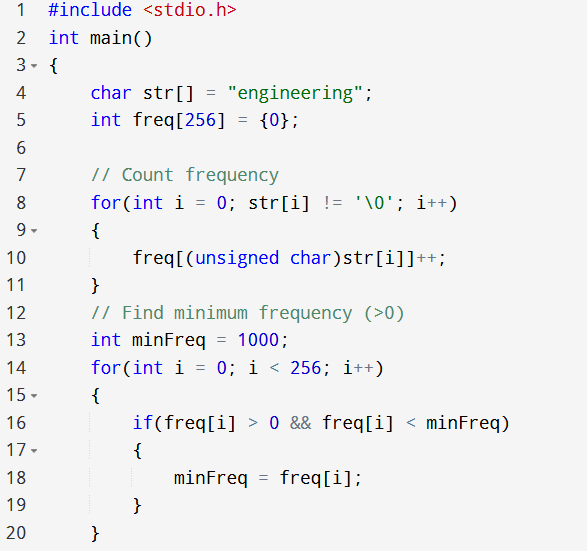 1 #include <stdio.h>
2 int main()
3 {
4     char str[] = "engineering";
5     int freq[256] = {0};
6
7     // Count frequency
8     for(int i = 0; str[i] != '\0'; i++)
9     {
10         freq[(unsigned char)str[i]]++;
11     }
12     // Find minimum frequency (>0)
13     int minFreq = 1000;
14     for(int i = 0; i < 256; i++)
15     {
16         if(freq[i] > 0 && freq[i] < minFreq)
17         {
18             minFreq = freq[i];
19         }
20     }